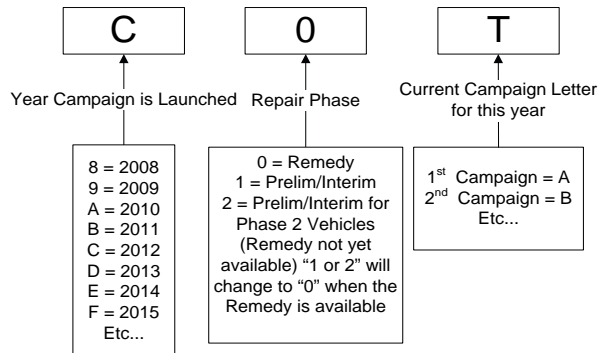 C
0
T
Year Campaign is Launched
Repair Phase
Current Campaign Letter
for this year
8 = 2008
9 = 2009
A = 2010
B = 2011
C = 2012
D = 2013
E = 2014
F = 2015
Etc...
0 = Remedy
1 = Prelim/Interim
2 = Prelim/Interim for
Phase 2 Vehicles
(Remedy not yet
available) “1 or 2” will
change to “0” when the
Remedy is available
1st Campaign = A
2nd Campaign = B
Etc...